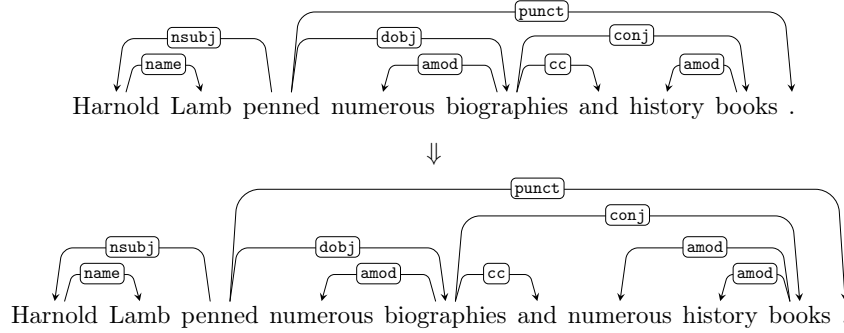 punct
nsubj dobj conj
name amod cc amod
Harnold Lamb penned numerous biographies and history books .
⇓
punct
conj
nsubj dobj amod
name amod cc amod
Harnold Lamb penned numerous biographies and numerous history books .